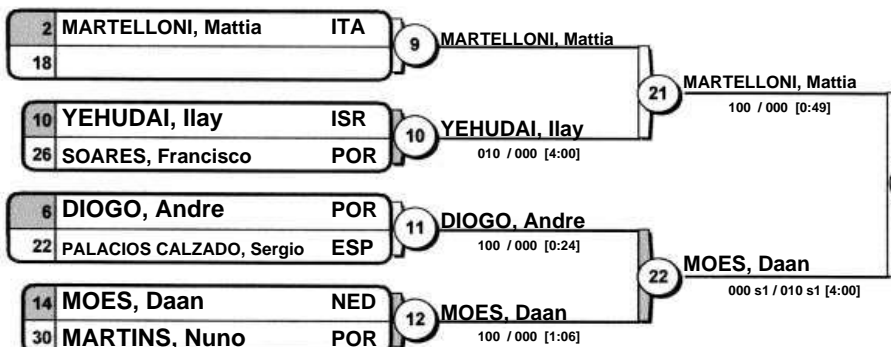 2 MARTELLONI, Mattia ITA
18
9
MARTELLONI, Mattia
10 YEHUDAI, Ilay ISR
26 SOARES, Francisco POR
10
YEHUDAI, Ilay
010 / 000 [4:00]
21
MARTELLONI, Mattia
100 / 000 [0:49]
6 DIOGO, Andre POR
22 PALACIOS CALZADO, Sergio ESP
11
DIOGO, Andre
100 / 000 [0:24]
14 MOES, Daan NED
30 MARTINS, Nuno POR
12
MOES, Daan
100 / 000 [1:06]
22
MOES, Daan
000 s1 / 010 s1 [4:00]